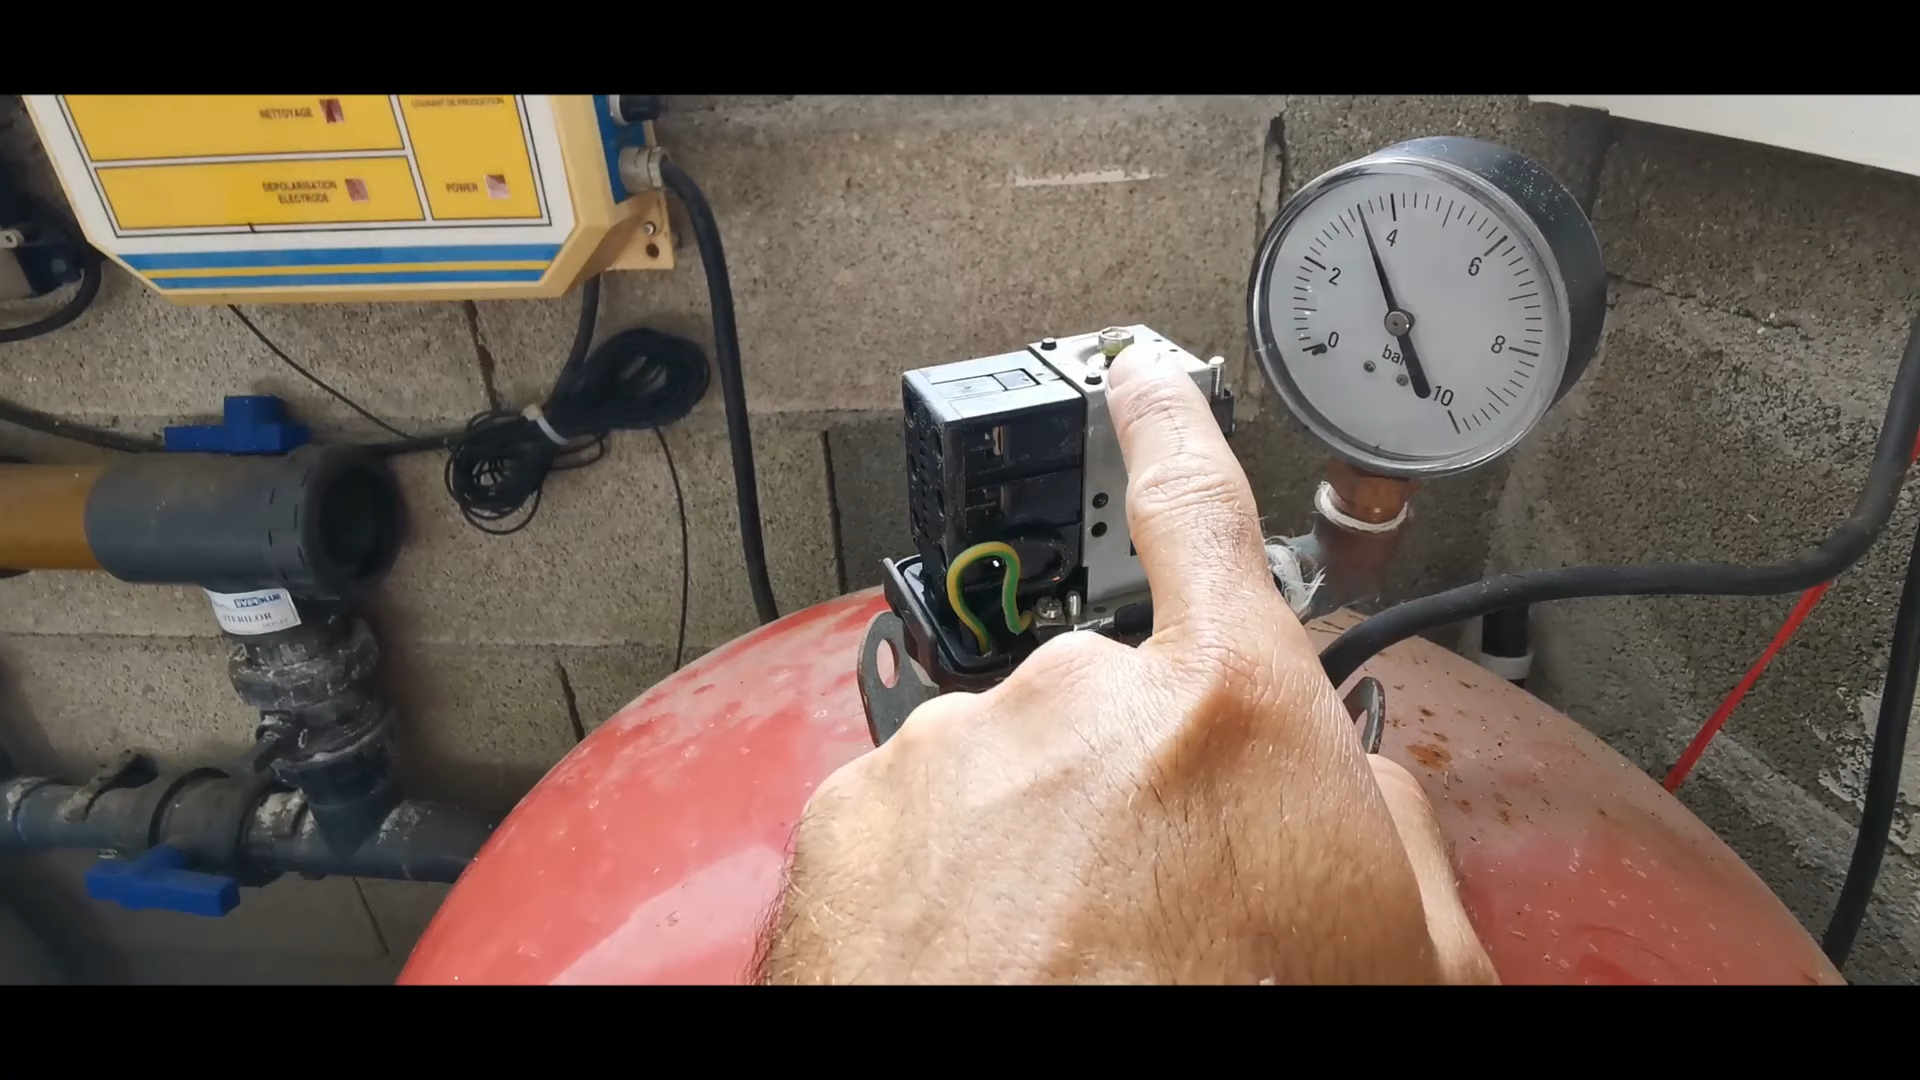 NETTOYAGE
COURANT DE PRODUCTION
DEPOLARISATION
ELECTRODE
POWER
0
2
4
6
8
10
bar